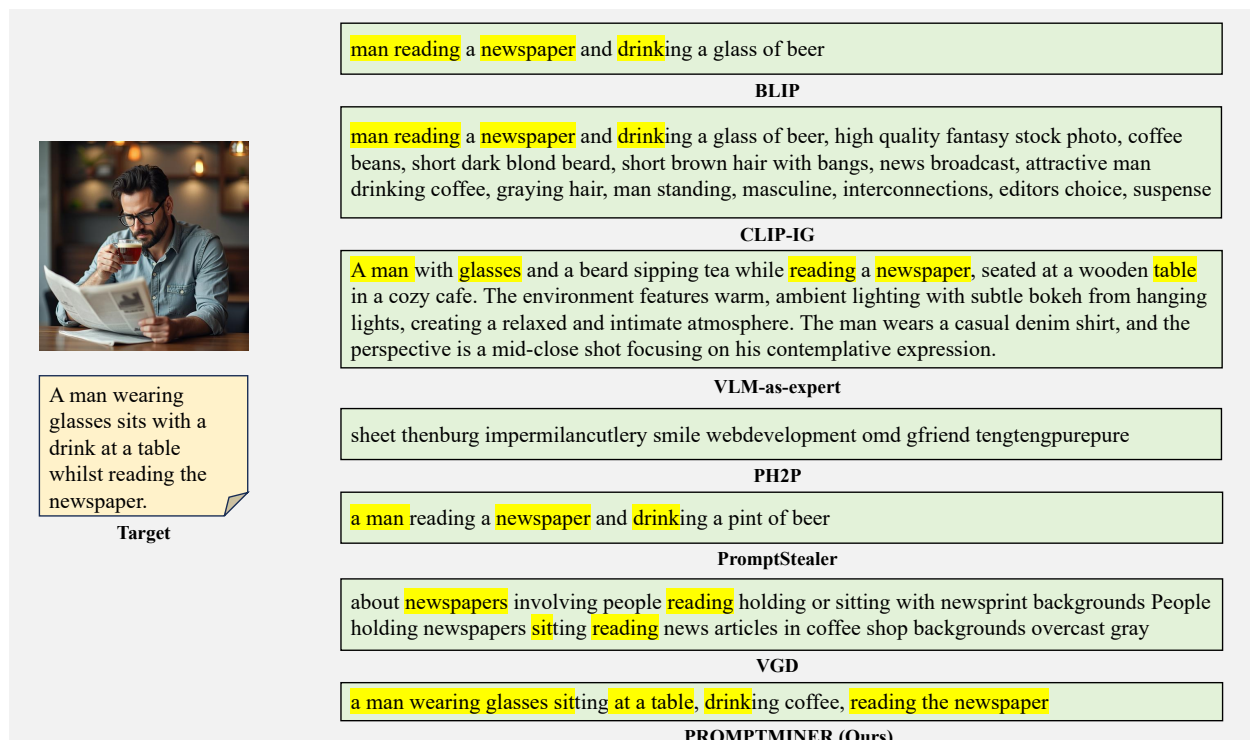 man reading a newspaper and drinking a glass of beer
BLIP
man reading a newspaper and drinking a glass of beer, high quality fantasy stock photo, coffee
beans, short dark blond beard, short brown hair with bangs, news broadcast, attractive man
drinking coffee, graying hair, man standing, masculine, interconnections, editors choice, suspense
CLIP-IG
A man with glasses and a beard sipping tea while reading a newspaper, seated at a wooden table
in a cozy cafe. The environment features warm, ambient lighting with subtle bokeh from hanging
lights, creating a relaxed and intimate atmosphere. The man wears a casual denim shirt, and the
perspective is a mid-close shot focusing on his contemplative expression.
VLM-as-expert
A man wearing
glasses sits with a
drink at a table
whilst reading the
newspaper.
Target
sheet thenburg impermilancutlery smile webdevelopment omd gfriend tengtengpurepure
PH2P
a man reading a newspaper and drinking a pint of beer
PromptStealer
about newspapers involving people reading holding or sitting with newsprint backgrounds People
holding newspapers sitting reading news articles in coffee shop backgrounds overcast gray
VGD
a man wearing glasses sitting at a table, drinking coffee, reading the newspaper
PROMPTMINER (Ours)